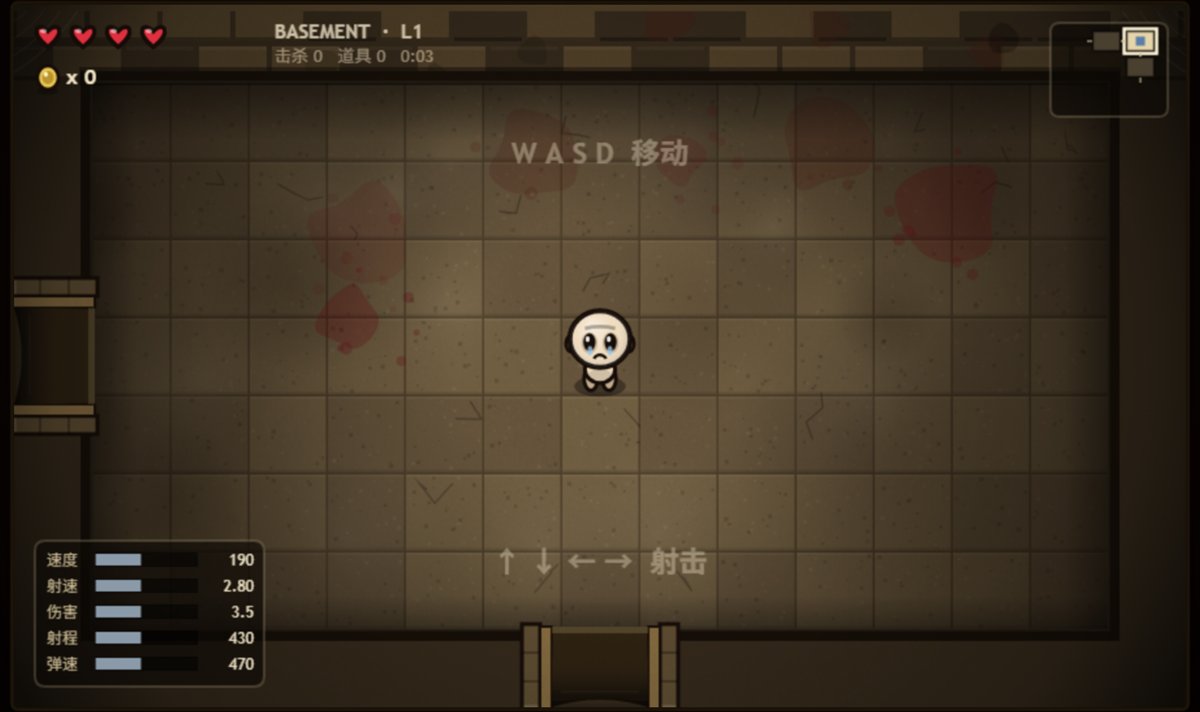 BASEMENT · L1
击杀 0 道具 0 0:03
x 0
W A S D 移动
↑ ↓ ← → 射击
速度 190
射速 2.80
伤害 3.5
射程 430
弹速 470